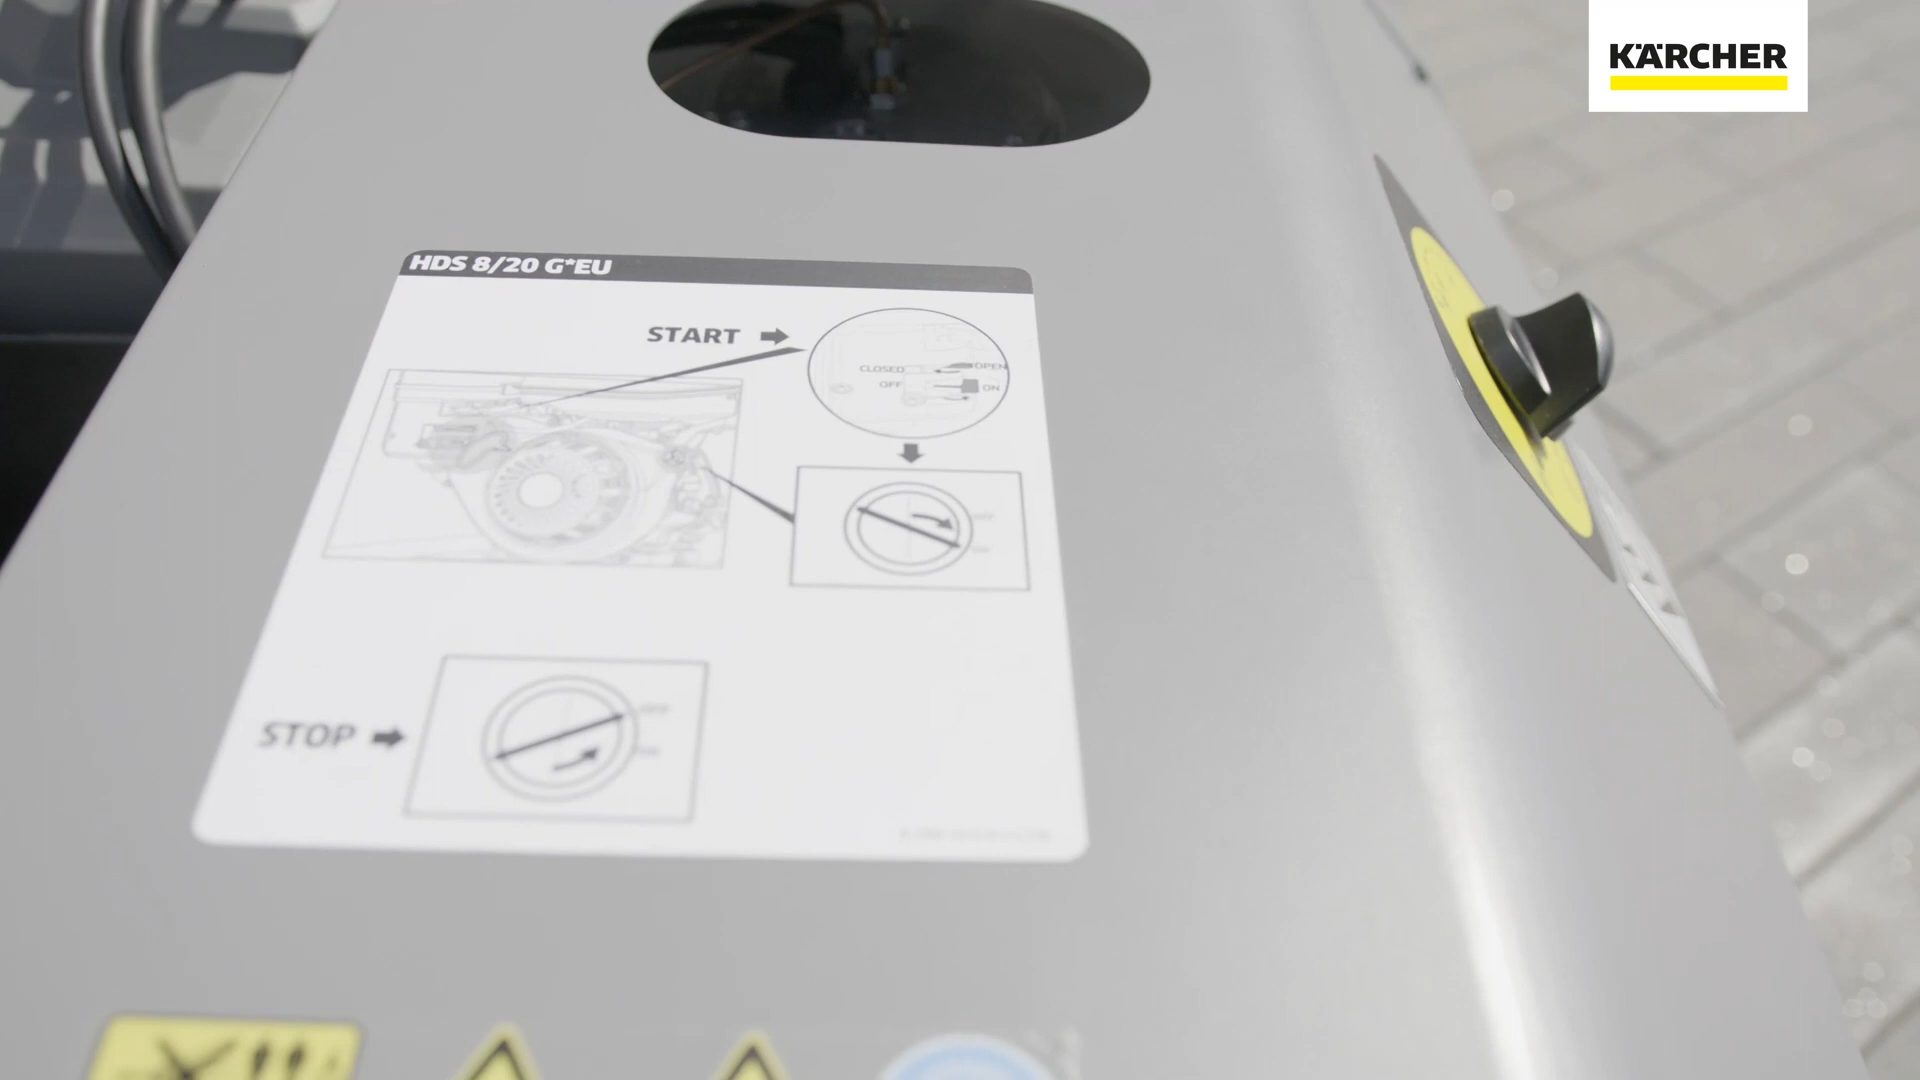 KÄRCHER
HDS 8/20 G*EU
START
CLOSED
OPEN
OFF
ON
STOP